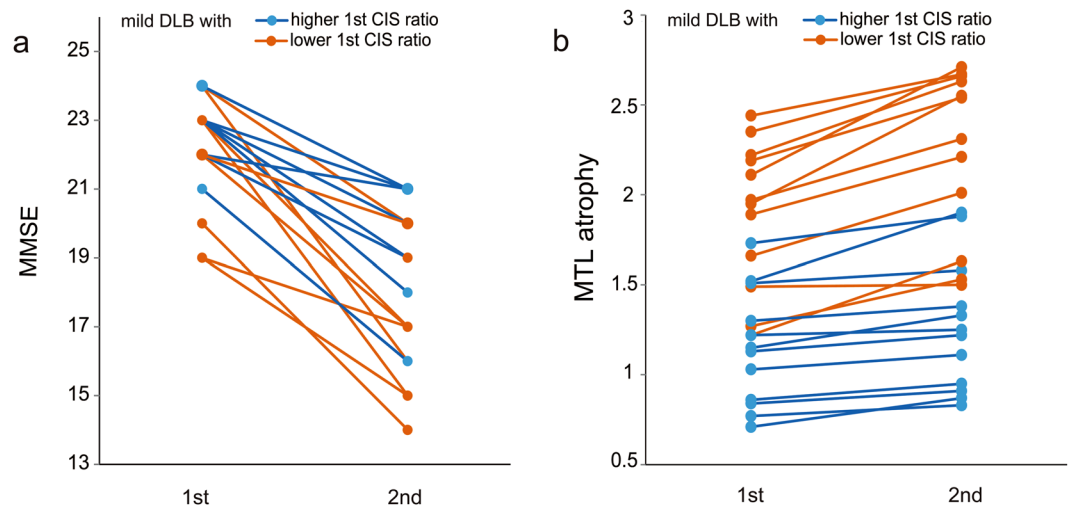 a
mild DLB with
higher 1st CIS ratio
lower 1st CIS ratio
MMSE
25
23
21
19
17
15
13
1st
2nd
b
mild DLB with
higher 1st CIS ratio
lower 1st CIS ratio
MTL atrophy
3
2.5
2
1.5
1
0.5
1st
2nd